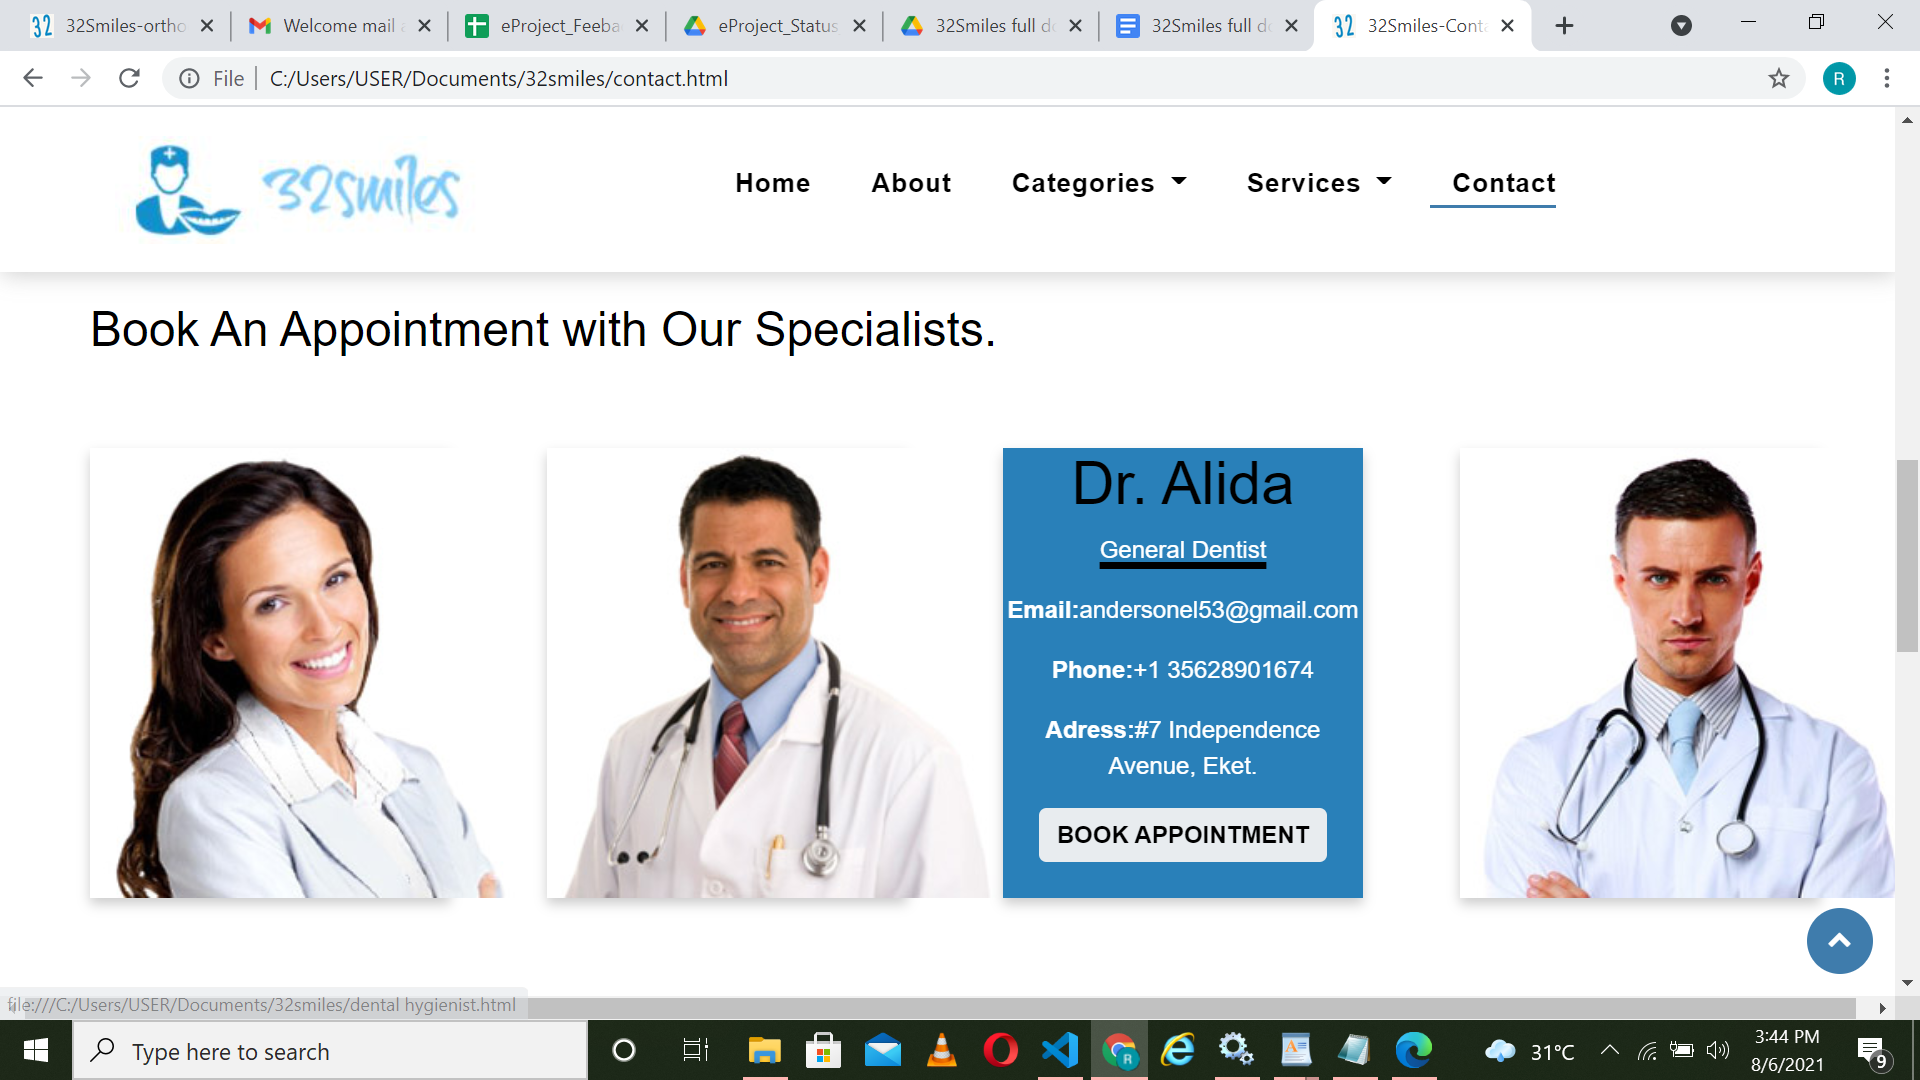 32Smiles-ortho
Welcome mail a
eProject_Feeba
eProject_Status
32Smiles full do
32Smiles full do
32Smiles-Conta
File
C:/Users/USER/Documents/32smiles/contact.html
R
32smiles
Home
About
Categories
Services
Contact
Book An Appointment with Our Specialists.
Dr. Alida
General Dentist
Email:andersonel53@gmail.com
Phone:+1 35628901674
Adress:#7 Independence
Avenue, Eket.
BOOK APPOINTMENT
file:///C:/Users/USER/Documents/32smiles/dental hygienist.html
Type here to search
R
31°C
3:44 PM
8/6/2021
9